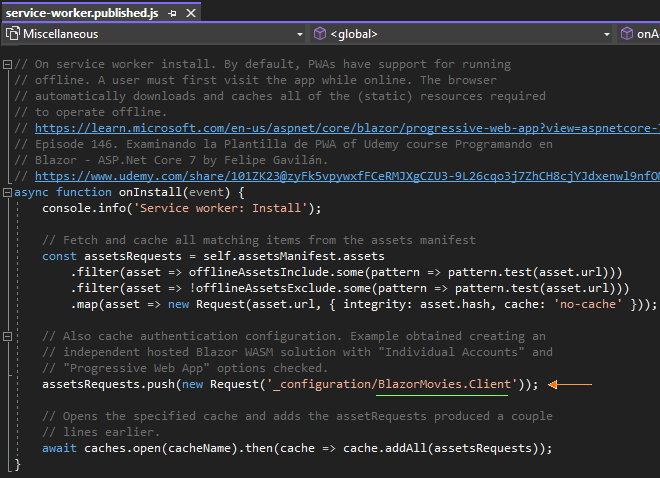 service-worker.published.js
Miscellaneous
<global>
// On service worker install. By default, PWAs have support for running
// offline. A user must first visit the app while online. The browser
// automatically downloads and caches all of the (static) resources required
// to operate offline.
// https://learn.microsoft.com/en-us/aspnet/core/blazor/progressive-web-app?view=aspnetcore-
// Episode 146. Examinando la Plantilla de PWA of Udemy course Programando en
// Blazor - ASP.Net Core 7 by Felipe Gavilán.
// https://www.udemy.com/share/101ZK23@zyFk5vpywxfFCeRMJXgCZU3-9L26cqo3j7ZhCH8cjYJdxenwl9nfO
async function onInstall(event) {
console.info('Service worker: Install');
// Fetch and cache all matching items from the assets manifest
const assetsRequests = self.assetsManifest.assets
.filter(asset => offlineAssetsInclude.some(pattern => pattern.test(asset.url)))
.filter(asset => !offlineAssetsExclude.some(pattern => pattern.test(asset.url)))
.map(asset => new Request(asset.url, { integrity: asset.hash, cache: 'no-cache' }));
// Also cache authentication configuration. Example obtained creating an
// independent hosted Blazor WASM solution with "Individual Accounts" and
// "Progressive Web App" options checked.
assetsRequests.push(new Request('_configuration/BlazorMovies.Client'));
// Opens the specified cache and adds the assetRequests produced a couple
// lines earlier.
await caches.open(cacheName).then(cache => cache.addAll(assetsRequests));
}